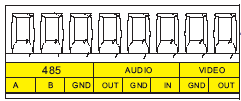 485 AUDIO VIDEO
A B GND OUT GND IN GND OUT